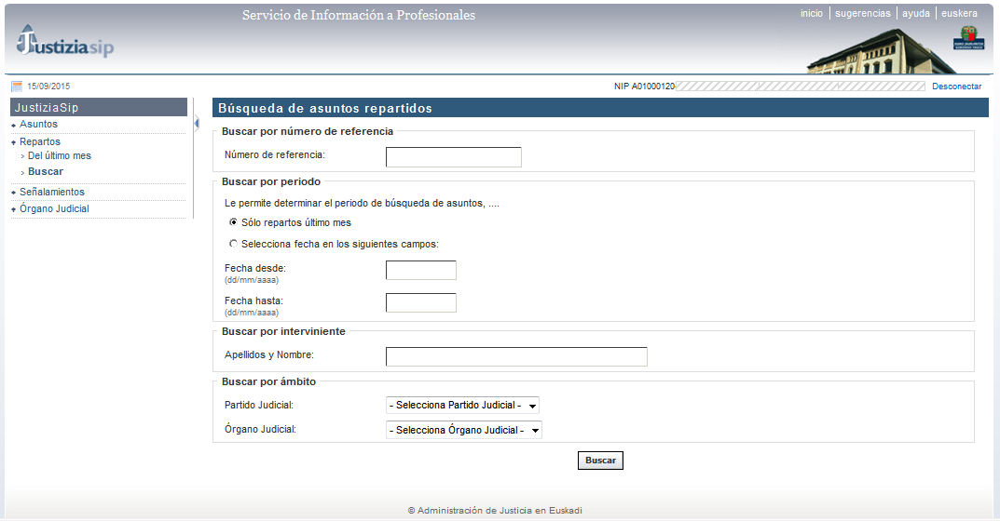 Servicio de Información a Profesionales
inicio | sugerencias | ayuda | euskera
Justizia sip
15/09/2015
NIP A01000120
Desconectar
JustiziaSip
Asuntos
Repartos
Del último mes
Buscar
Señalamientos
Órgano Judicial
Búsqueda de asuntos repartidos
Buscar por número de referencia
Número de referencia:
Buscar por periodo
Le permite determinar el periodo de búsqueda de asuntos, ....
Sólo repartos último mes
Selecciona fecha en los siguientes campos:
Fecha desde:
(dd/mm/aaaa)
Fecha hasta:
(dd/mm/aaaa)
Buscar por interviniente
Apellidos y Nombre:
Buscar por ámbito
Partido Judicial:
- Selecciona Partido Judicial -
Órgano Judicial:
- Selecciona Órgano Judicial -
Buscar
© Administración de Justicia en Euskadi